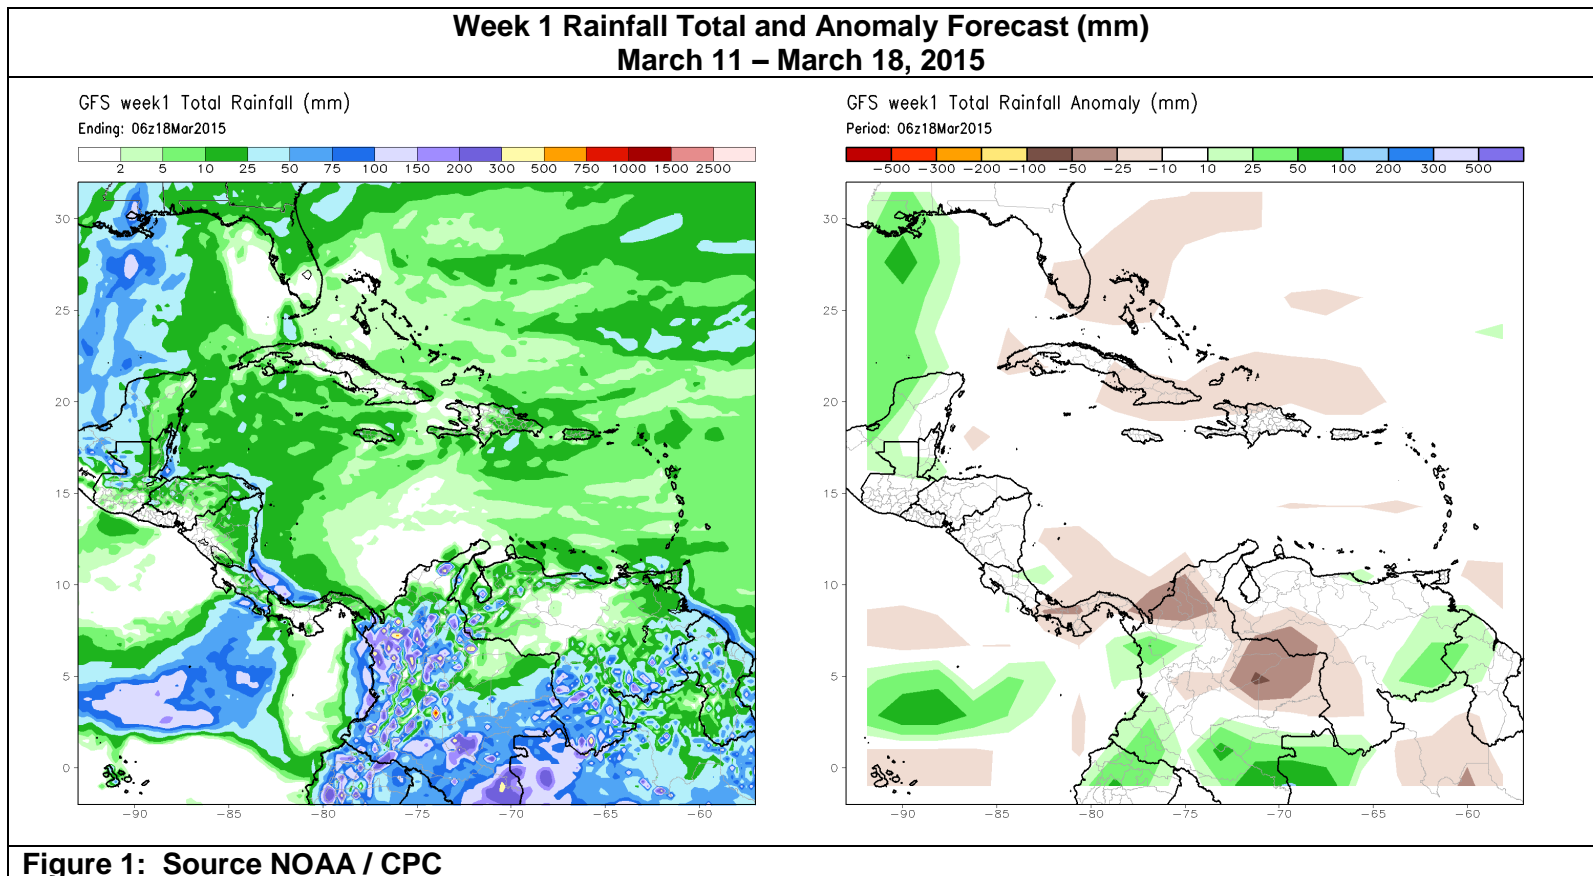 Week 1 Rainfall Total and Anomaly Forecast (mm)
March 11 – March 18, 2015
GFS week1 Total Rainfall (mm)
Ending: 06z18Mar2015
2 5 10 25 50 75 100 150 200 300 500 750 1000 1500 2500
30
25
20
15
10
5
0
−90 −85 −80 −75 −70 −65 −60
GFS week1 Total Rainfall Anomaly (mm)
Period: 06z18Mar2015
−500 −300 −200 −100 −50 −25 −10 10 25 50 100 200 300 500
30
25
20
15
10
5
0
−90 −85 −80 −75 −70 −65 −60
Figure 1: Source NOAA / CPC